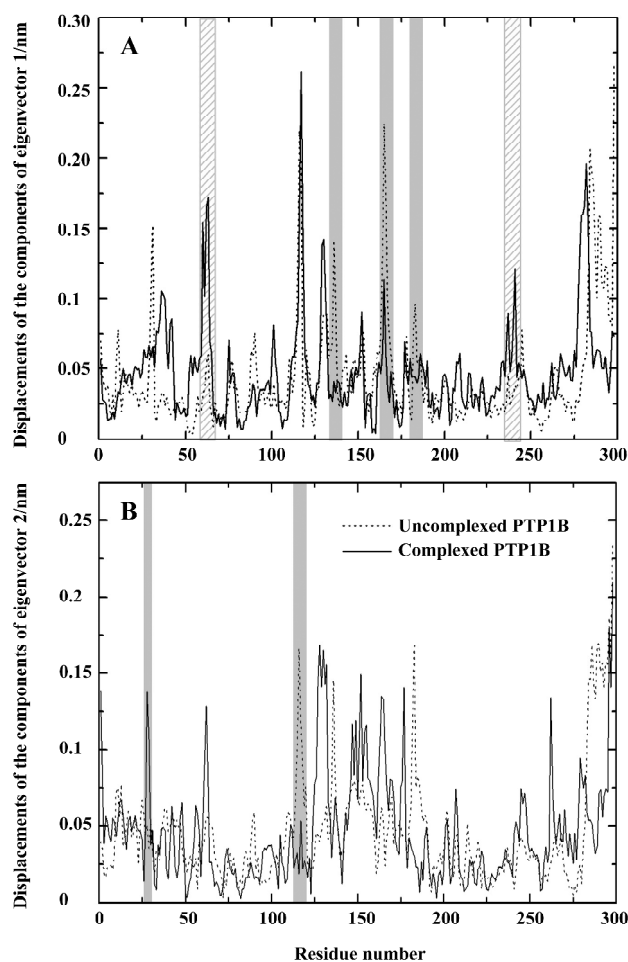 A
Displacements of the components of eigenvector 1/nm
0.30
0.25
0.20
0.15
0.10
0.05
0
0 50 100 150 200 250 300
B
Displacements of the components of eigenvector 2/nm
Uncomplexed PTP1B
Complexed PTP1B
0.25
0.2
0.15
0.1
0.05
0
0 50 100 150 200 250 300
Residue number